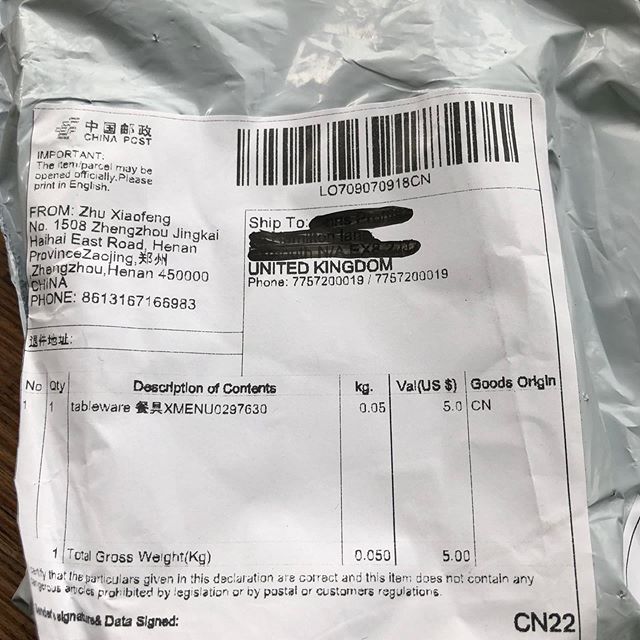 中国邮政
CHINA POST
IMPORTANT:
The item/parcel may be
opened officially.Please
print in English.
LO709070918CN
FROM: Zhu Xiaofeng
No. 1508 Zhengzhou Jingkai
Haihai East Road, Henan
ProvinceZaojing,郑州
Zhengzhou,Henan 450000
CHINA
PHONE: 8613167166983
Ship To:
UNITED KINGDOM
Phone: 7757200019 / 7757200019
退件地址:
No Qty Description of Contents kg. Val(US $) Goods Origin
1 1 tableware 餐具XMENU0297630 0.05 5.0 CN
1 Total Gross Weight(Kg) 0.050 5.00
that the particulars given in this declaration are correct and this item does not contain any
articles prohibited by legislation or by postal or customers regulations.
signature& Data Signed:
CN22